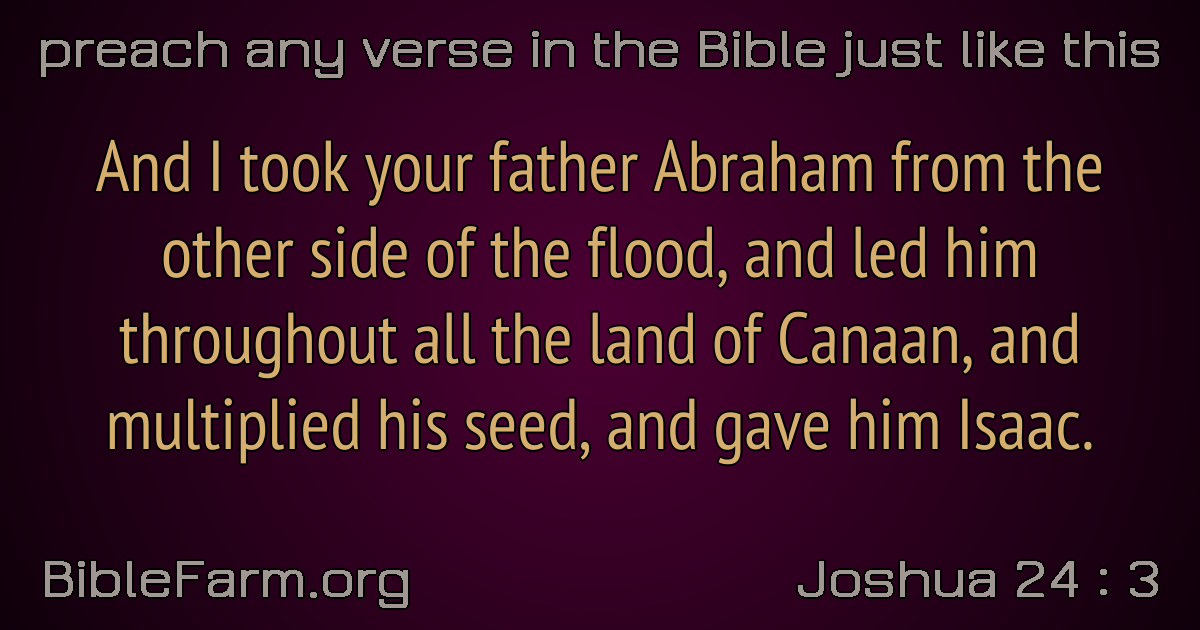 preach any verse in the Bible just like this
And I took your father Abraham from the
other side of the flood, and led him
throughout all the land of Canaan, and
multiplied his seed, and gave him Isaac.
BibleFarm.org
Joshua 24 : 3